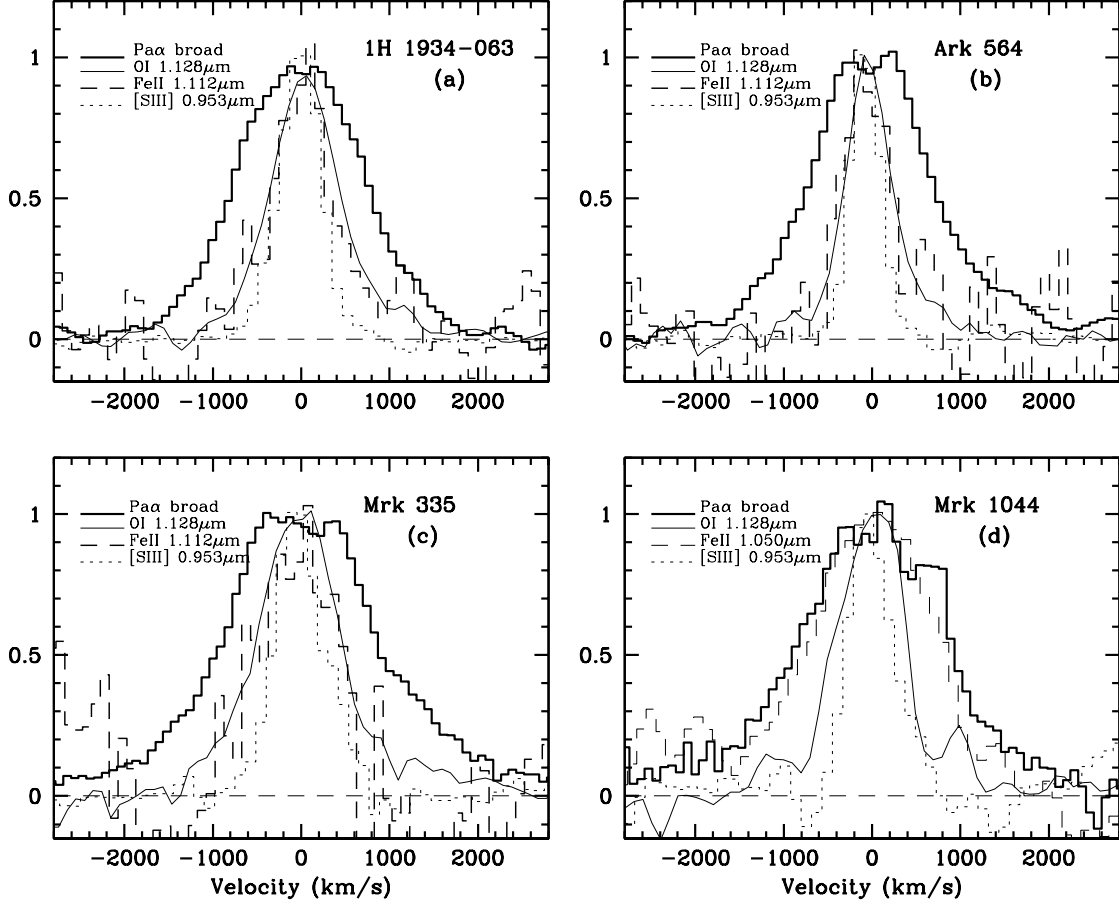 1H 1934-063
(a)
Paα broad
OI 1.128μm
FeII 1.112μm
[SIII] 0.953μm
1
0.5
0
-2000 -1000 0 1000 2000
Ark 564
(b)
Paα broad
OI 1.128μm
FeII 1.112μm
[SIII] 0.953μm
1
0.5
0
-2000 -1000 0 1000 2000
Mrk 335
(c)
Paα broad
OI 1.128μm
FeII 1.112μm
[SIII] 0.953μm
1
0.5
0
-2000 -1000 0 1000 2000
Velocity (km/s)
Mrk 1044
(d)
Paα broad
OI 1.128μm
FeII 1.050μm
[SIII] 0.953μm
1
0.5
0
-2000 -1000 0 1000 2000
Velocity (km/s)